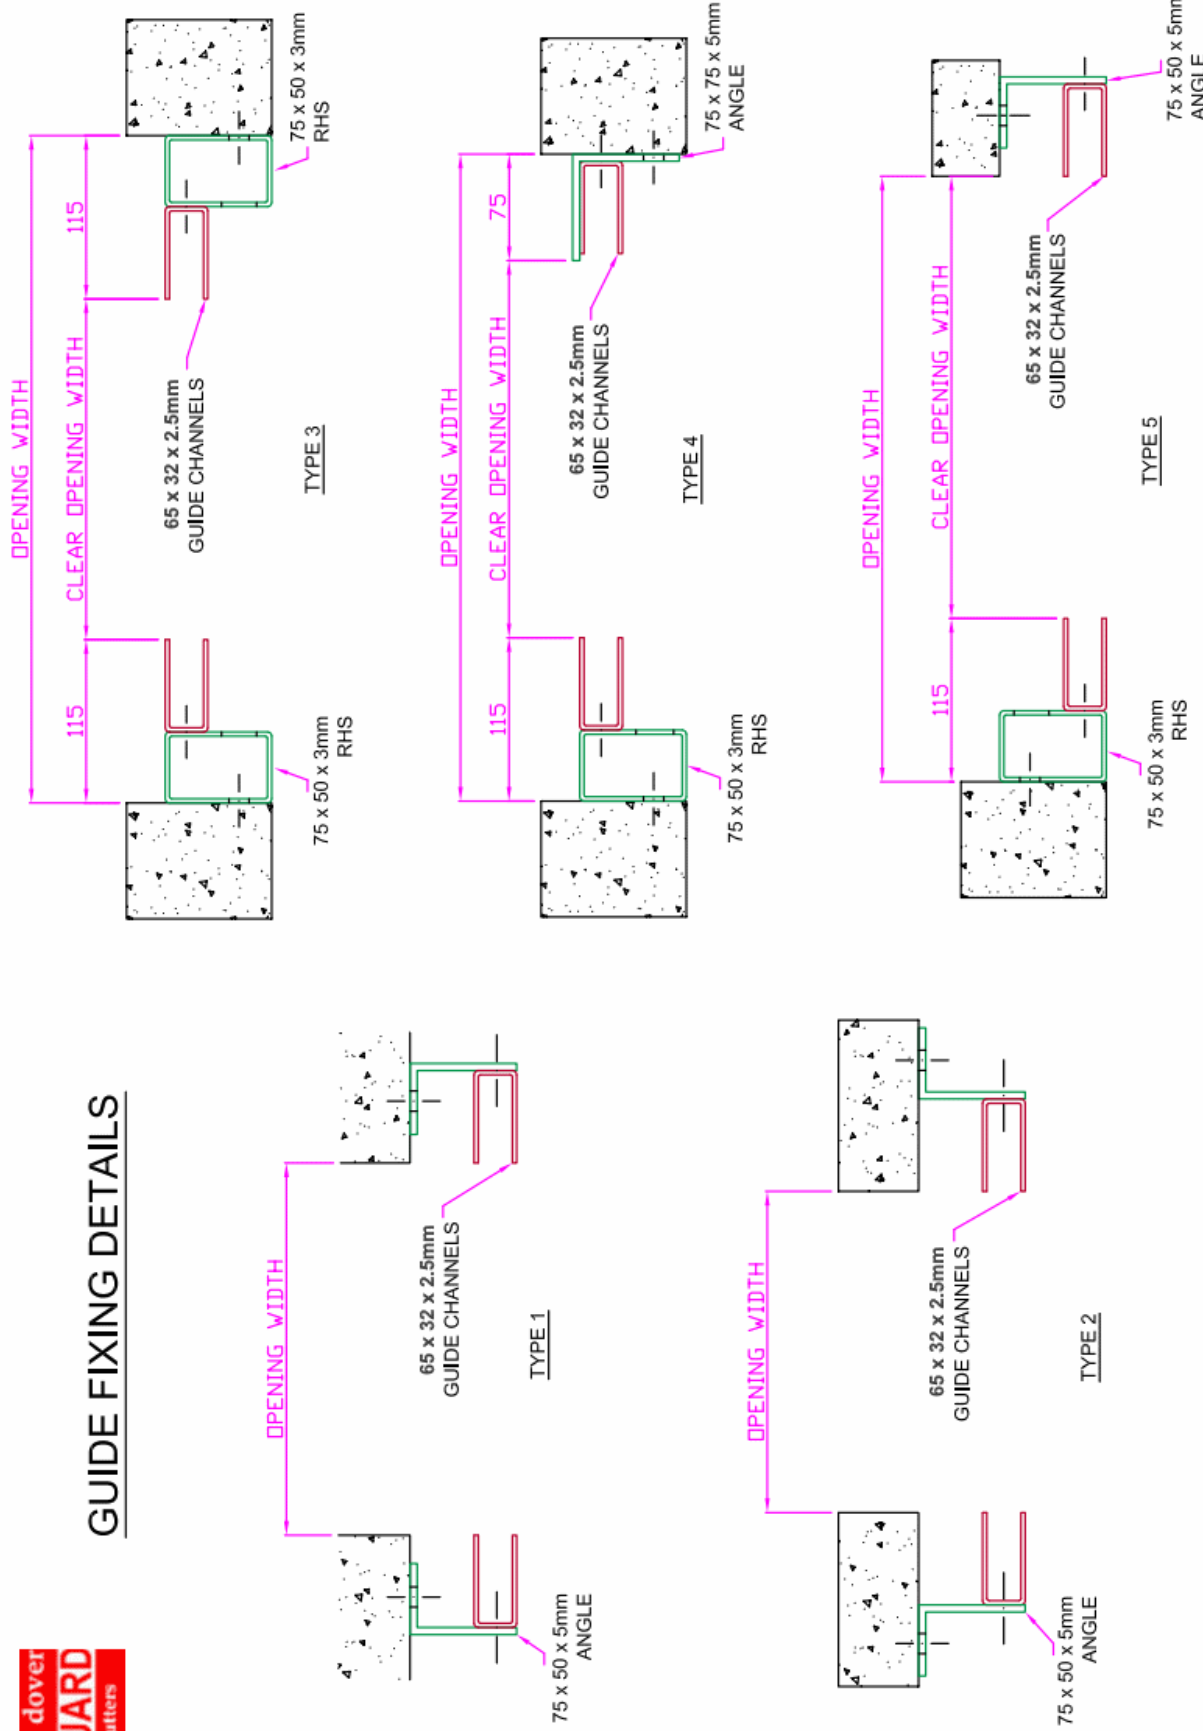 dover
UARD
utters
GUIDE FIXING DETAILS
OPENING WIDTH
65 x 32 x 2.5mm
GUIDE CHANNELS
75 x 50 x 5mm
ANGLE
TYPE 1
OPENING WIDTH
65 x 32 x 2.5mm
GUIDE CHANNELS
75 x 50 x 5mm
ANGLE
TYPE 2
OPENING WIDTH
115
CLEAR OPENING WIDTH
115
65 x 32 x 2.5mm
GUIDE CHANNELS
75 x 50 x 3mm
RHS
75 x 50 x 3mm
RHS
TYPE 3
OPENING WIDTH
115
CLEAR OPENING WIDTH
75
65 x 32 x 2.5mm
GUIDE CHANNELS
75 x 50 x 3mm
RHS
75 x 75 x 5mm
ANGLE
TYPE 4
OPENING WIDTH
115
CLEAR OPENING WIDTH
65 x 32 x 2.5mm
GUIDE CHANNELS
75 x 50 x 3mm
RHS
75 x 50 x 5mm
ANGLE
TYPE 5